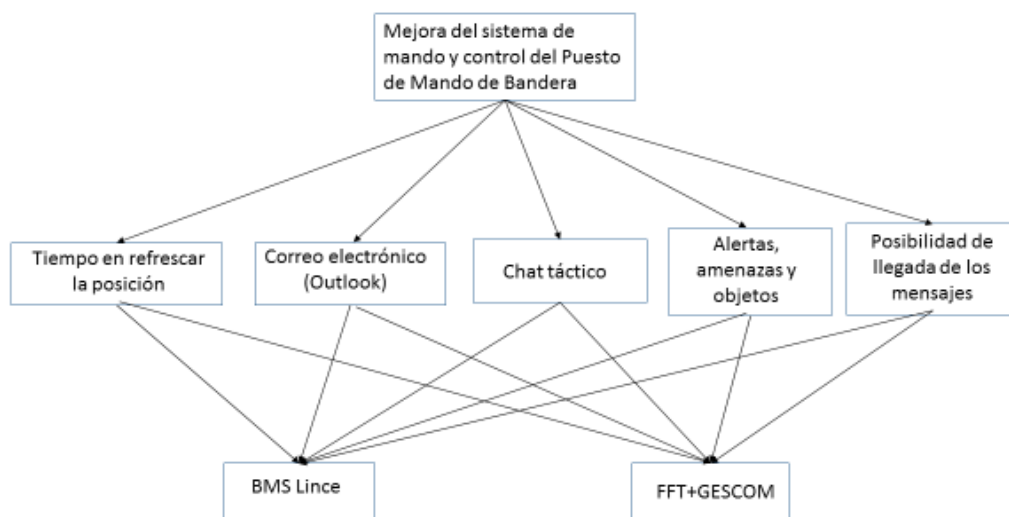 Mejora del sistema de
mando y control del Puesto
de Mando de Bandera
Tiempo en refrescar
la posición
Correo electrónico
(Outlook)
Chat táctico
Alertas,
amenazas y
objetos
Posibilidad de
llegada de los
mensajes
BMS Lince
FFT+GESCOM